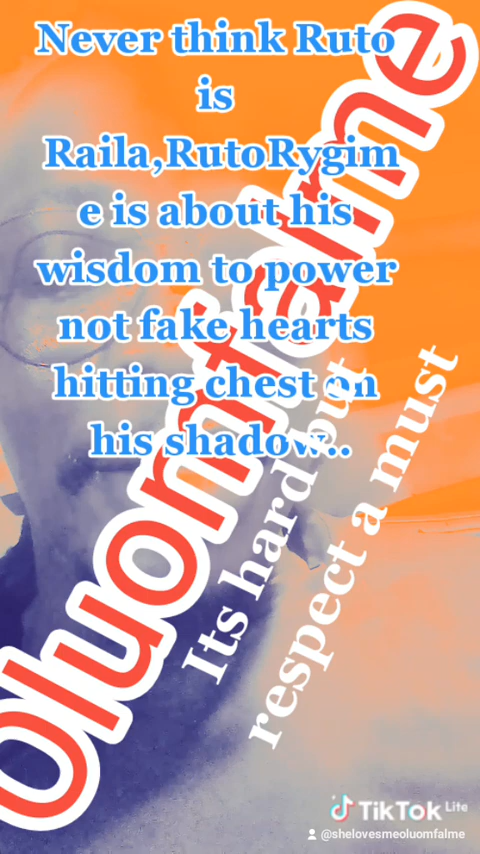 Never think Ruto
is
Raila,RutoRygim
e is about his
wisdom to power
not fake hearts
hitting chest on
his shadow..
Oluomfalme
Its hard but
respect a must
TikTok Lite
@shelovesmeoluomfalme